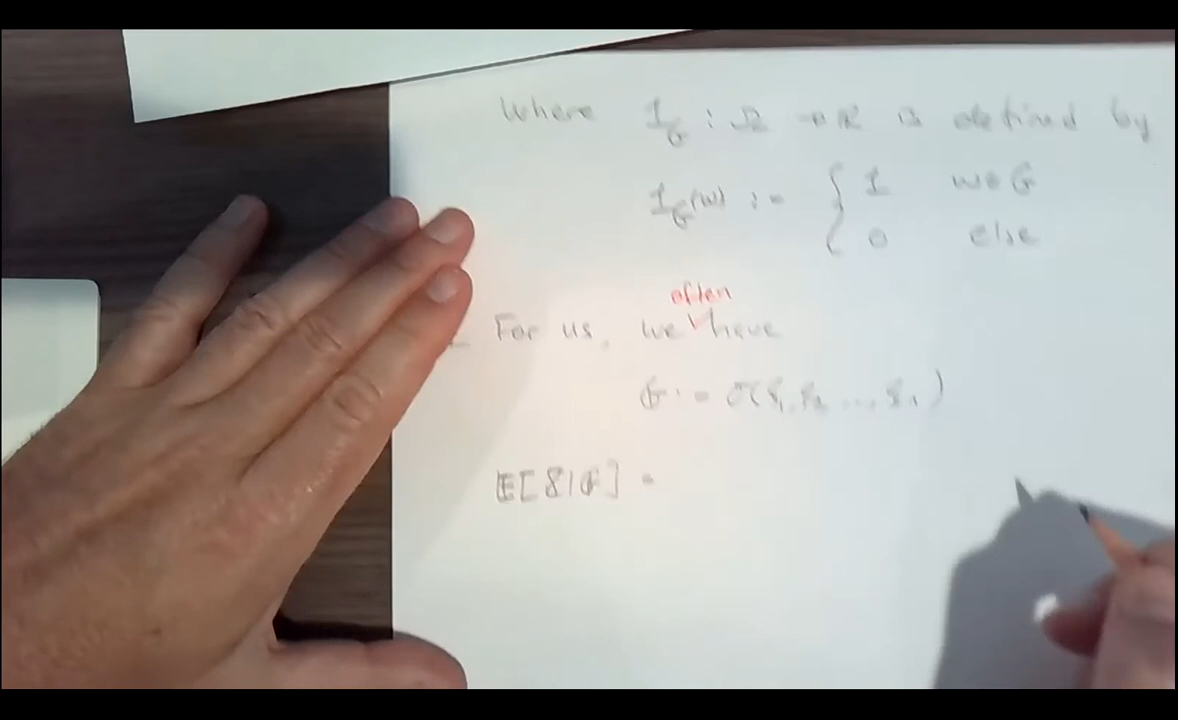 Where 1_G : Ω → ℝ is defined by
1_G(ω) := { 1 ω∈G
0 else
often
For us, we have
G := σ(ξ₁, ξ₂, ..., ξₙ)
𝔼[ξ|G] =